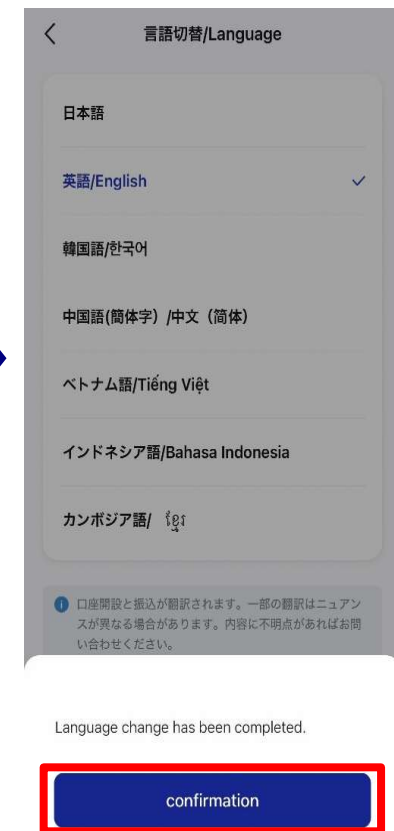 言語切替/Language
日本語
英語/English
韓国語/한국어
中国語(簡体字）/中文（简体）
ベトナム語/Tiếng Việt
インドネシア語/Bahasa Indonesia
カンボジア語/ ខ្មែរ
口座開設と振込が翻訳されます。一部の翻訳はニュアン
スが異なる場合があります。内容に不明点があればお問
い合わせください。
Language change has been completed.
confirmation